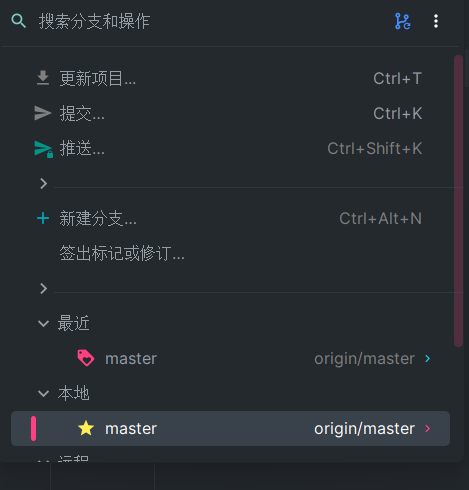 搜索分支和操作
更新项目... Ctrl+T
提交... Ctrl+K
推送... Ctrl+Shift+K
新建分支... Ctrl+Alt+N
签出标记或修订...
最近
master origin/master
本地
master origin/master
远程